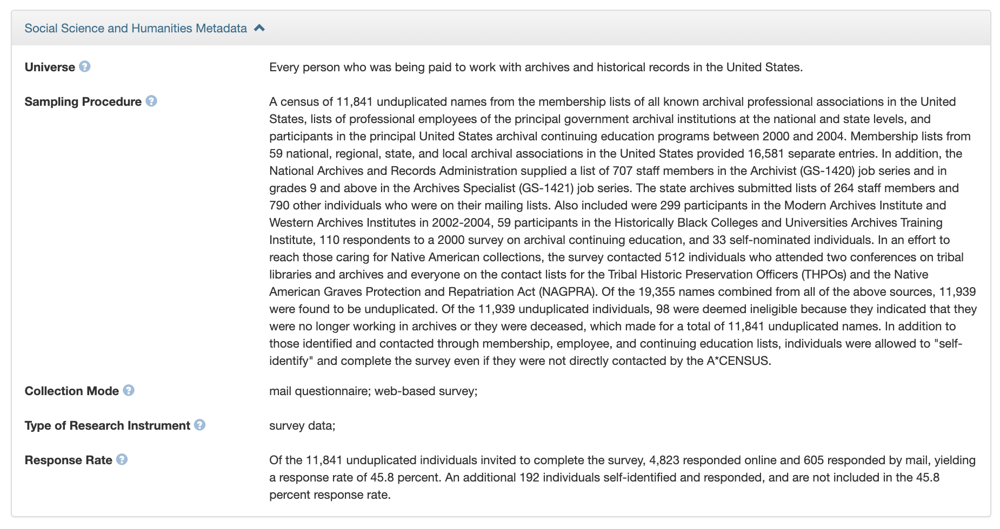 Social Science and Humanities Metadata
Universe
Every person who was being paid to work with archives and historical records in the United States.
Sampling Procedure
A census of 11,841 unduplicated names from the membership lists of all known archival professional associations in the United
States, lists of professional employees of the principal government archival institutions at the national and state levels, and
participants in the principal United States archival continuing education programs between 2000 and 2004. Membership lists from
59 national, regional, state, and local archival associations in the United States provided 16,581 separate entries. In addition, the
National Archives and Records Administration supplied a list of 707 staff members in the Archivist (GS-1420) job series and in
grades 9 and above in the Archives Specialist (GS-1421) job series. The state archives submitted lists of 264 staff members and
790 other individuals who were on their mailing lists. Also included were 299 participants in the Modern Archives Institute and
Western Archives Institutes in 2002-2004, 59 participants in the Historically Black Colleges and Universities Archives Training
Institute, 110 respondents to a 2000 survey on archival continuing education, and 33 self-nominated individuals. In an effort to
reach those caring for Native American collections, the survey contacted 512 individuals who attended two conferences on tribal
libraries and archives and everyone on the contact lists for the Tribal Historic Preservation Officers (THPOs) and the Native
American Graves Protection and Repatriation Act (NAGPRA). Of the 19,355 names combined from all of the above sources, 11,939
were found to be unduplicated. Of the 11,939 unduplicated individuals, 98 were deemed ineligible because they indicated that they
were no longer working in archives or they were deceased, which made for a total of 11,841 unduplicated names. In addition to
those identified and contacted through membership, employee, and continuing education lists, individuals were allowed to "self-
identify" and complete the survey even if they were not directly contacted by the A*CENSUS.
Collection Mode
mail questionnaire; web-based survey;
Type of Research Instrument
survey data;
Response Rate
Of the 11,841 unduplicated individuals invited to complete the survey, 4,823 responded online and 605 responded by mail, yielding
a response rate of 45.8 percent. An additional 192 individuals self-identified and responded, and are not included in the 45.8
percent response rate.